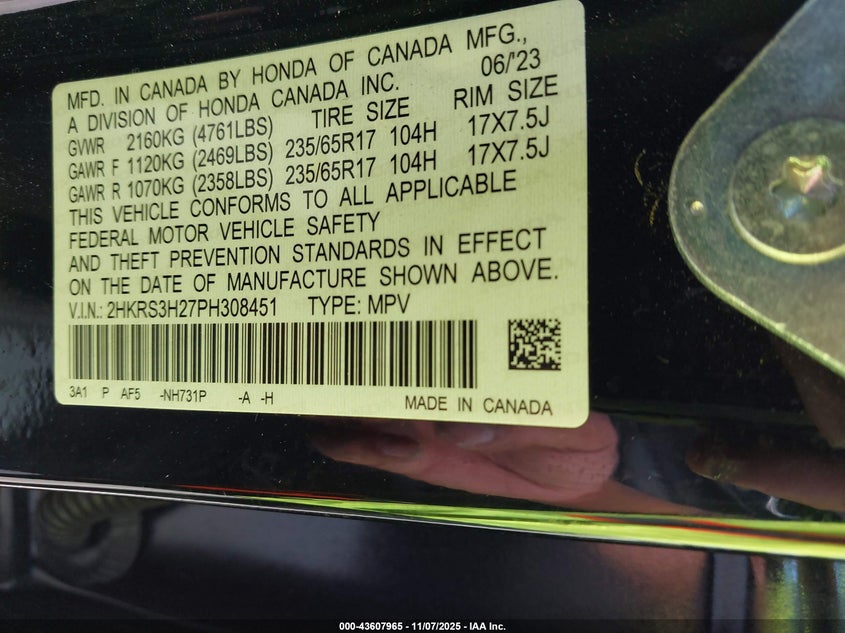 MFD. IN CANADA BY HONDA OF CANADA MFG.,
A DIVISION OF HONDA CANADA INC. 06/'23
TIRE SIZE RIM SIZE
GVWR 2160KG (4761LBS)
GAWR F 1120KG (2469LBS) 235/65R17 104H 17X7.5J
GAWR R 1070KG (2358LBS) 235/65R17 104H 17X7.5J
THIS VEHICLE CONFORMS TO ALL APPLICABLE
FEDERAL MOTOR VEHICLE SAFETY
AND THEFT PREVENTION STANDARDS IN EFFECT
ON THE DATE OF MANUFACTURE SHOWN ABOVE.
V.I.N.: 2HKRS3H27PH308451 TYPE: MPV
3A1 P AF5 -NH731P -A -H
MADE IN CANADA
000-43607965 - 11/07/2025 - IAA Inc.